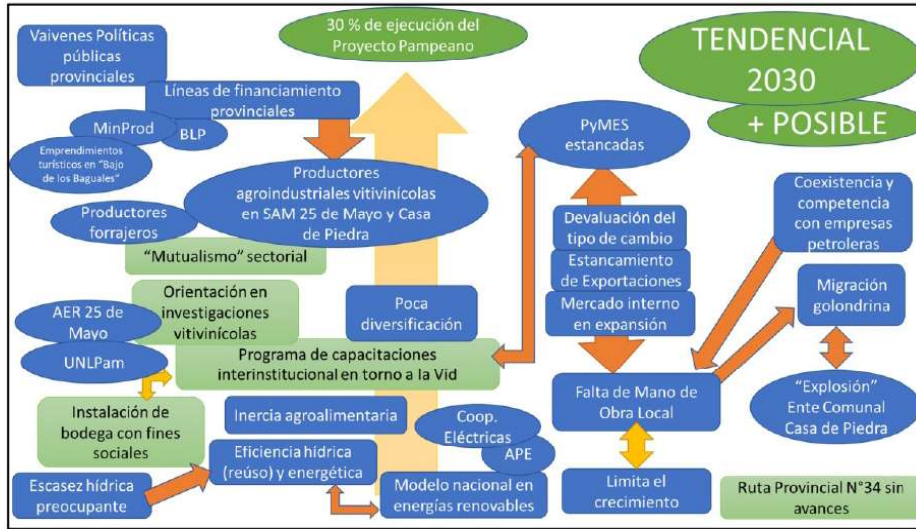 Vaivenes Políticas
públicas
provinciales
30 % de ejecución del
Proyecto Pampeano
TENDENCIAL
2030
+ POSIBLE
Líneas de financiamiento
provinciales
MinProd
BLP
Emprendimientos
turísticos en "Bajo
de los Baguales"
PyMES
estancadas
Productores
agroindustriales vitivinícolas
en SAM 25 de Mayo y Casa
de Piedra
Coexistencia y
competencia
con empresas
petroleras
Productores
forrajeros
"Mutualismo" sectorial
Devaluación del
tipo de cambio
Estancamiento
de Exportaciones
Mercado interno
en expansión
Migración
golondrina
Orientación en
investigaciones
vitivinícolas
AER 25 de
Mayo
UNLPam
Poca
diversificación
Programa de capacitaciones
interinstitucional en torno a la Vid
Falta de Mano de
Obra Local
"Explosión"
Ente Comunal
Casa de Piedra
Instalación de
bodega con fines
sociales
Inercia agroalimentaria
Coop.
Eléctricas
APE
Eficiencia hídrica
(reúso) y energética
Escasez hídrica
preocupante
Modelo nacional en
energías renovables
Limita el
crecimiento
Ruta Provincial N°34 sin
avances